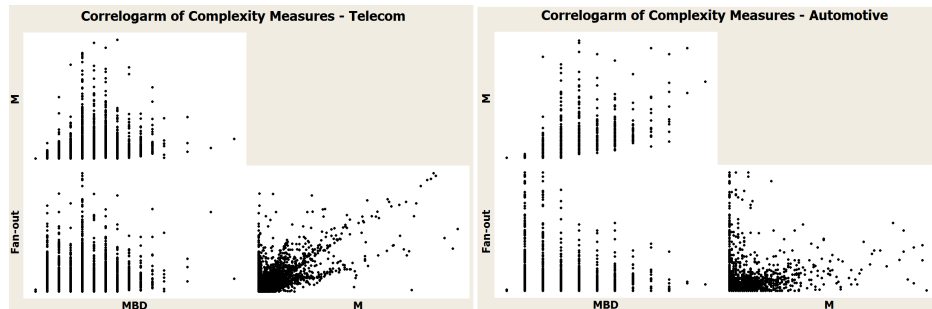 Correlogarm of Complexity Measures - Telecom
M
Fan-out
MBD
M
Correlogarm of Complexity Measures - Automotive
M
Fan-out
MBD
M